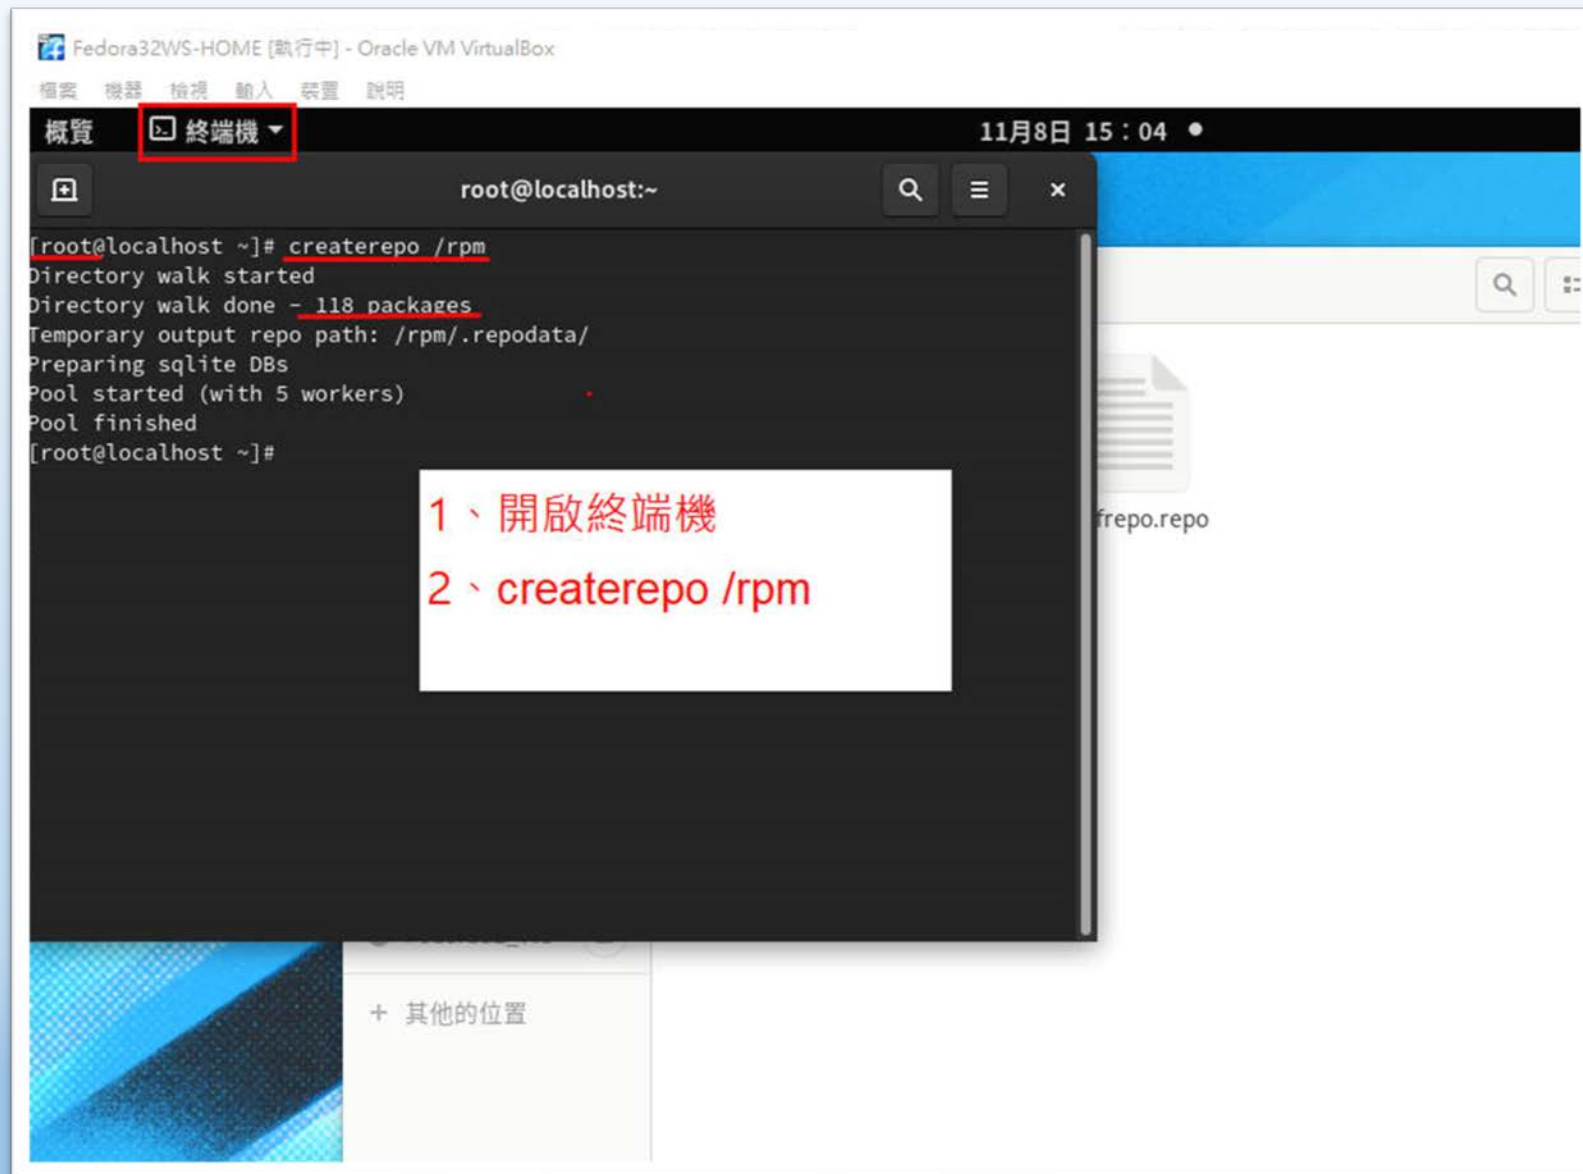 Fedora32WS-HOME [執行中] - Oracle VM VirtualBox
檔案 機器 檢視 輸入 裝置 說明
概覽 終端機 11月8日 15：04
root@localhost:~
[root@localhost ~]# createrepo /rpm
Directory walk started
Directory walk done - 118 packages
Temporary output repo path: /rpm/.repodata/
Preparing sqlite DBs
Pool started (with 5 workers)
Pool finished
[root@localhost ~]#
1、開啟終端機
2、createrepo /rpm
frepo.repo
+ 其他的位置